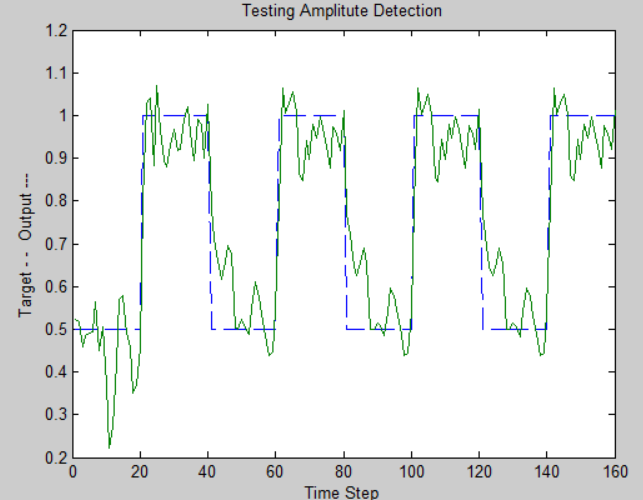 Testing Amplitute Detection
Target - - Output ---
1.2
1.1
1
0.9
0.8
0.7
0.6
0.5
0.4
0.3
0.2
0 20 40 60 80 100 120 140 160
Time Step